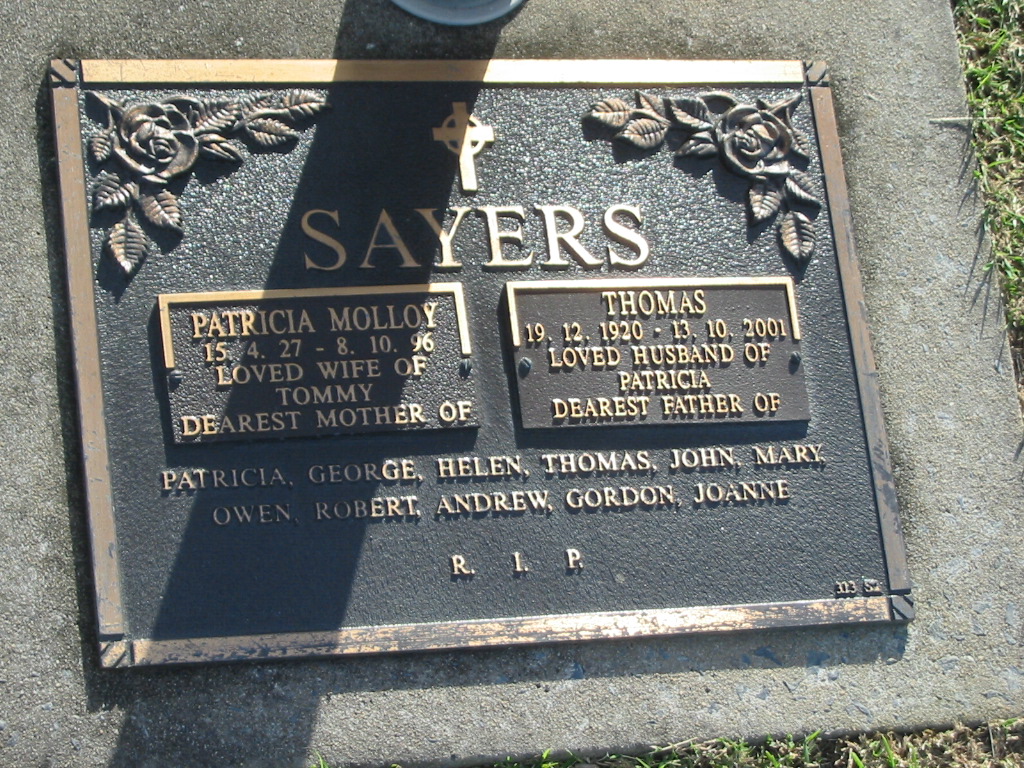 SAYERS
PATRICIA MOLLOY
15. 4. 27 - 8. 10. 96
LOVED WIFE OF
TOMMY
DEAREST MOTHER OF
THOMAS
19. 12. 1920 - 13. 10. 2001
LOVED HUSBAND OF
PATRICIA
DEAREST FATHER OF
PATRICIA, GEORGE, HELEN, THOMAS, JOHN, MARY,
OWEN, ROBERT, ANDREW, GORDON, JOANNE
R. I. P.